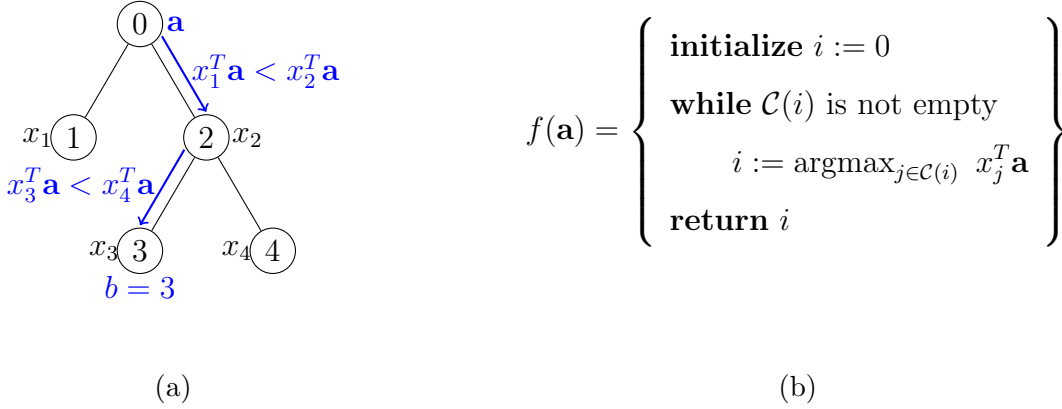 0 a
x₁ᵀa < x₂ᵀa
x₁ 1 2 x₂
x₃ᵀa < x₄ᵀa
x₃ 3 x₄ 4
b = 3
(a)
initialize i := 0
while C(i) is not empty
f(a) =
i := argmax_{j∈C(i)} x_jᵀa
return i
(b)